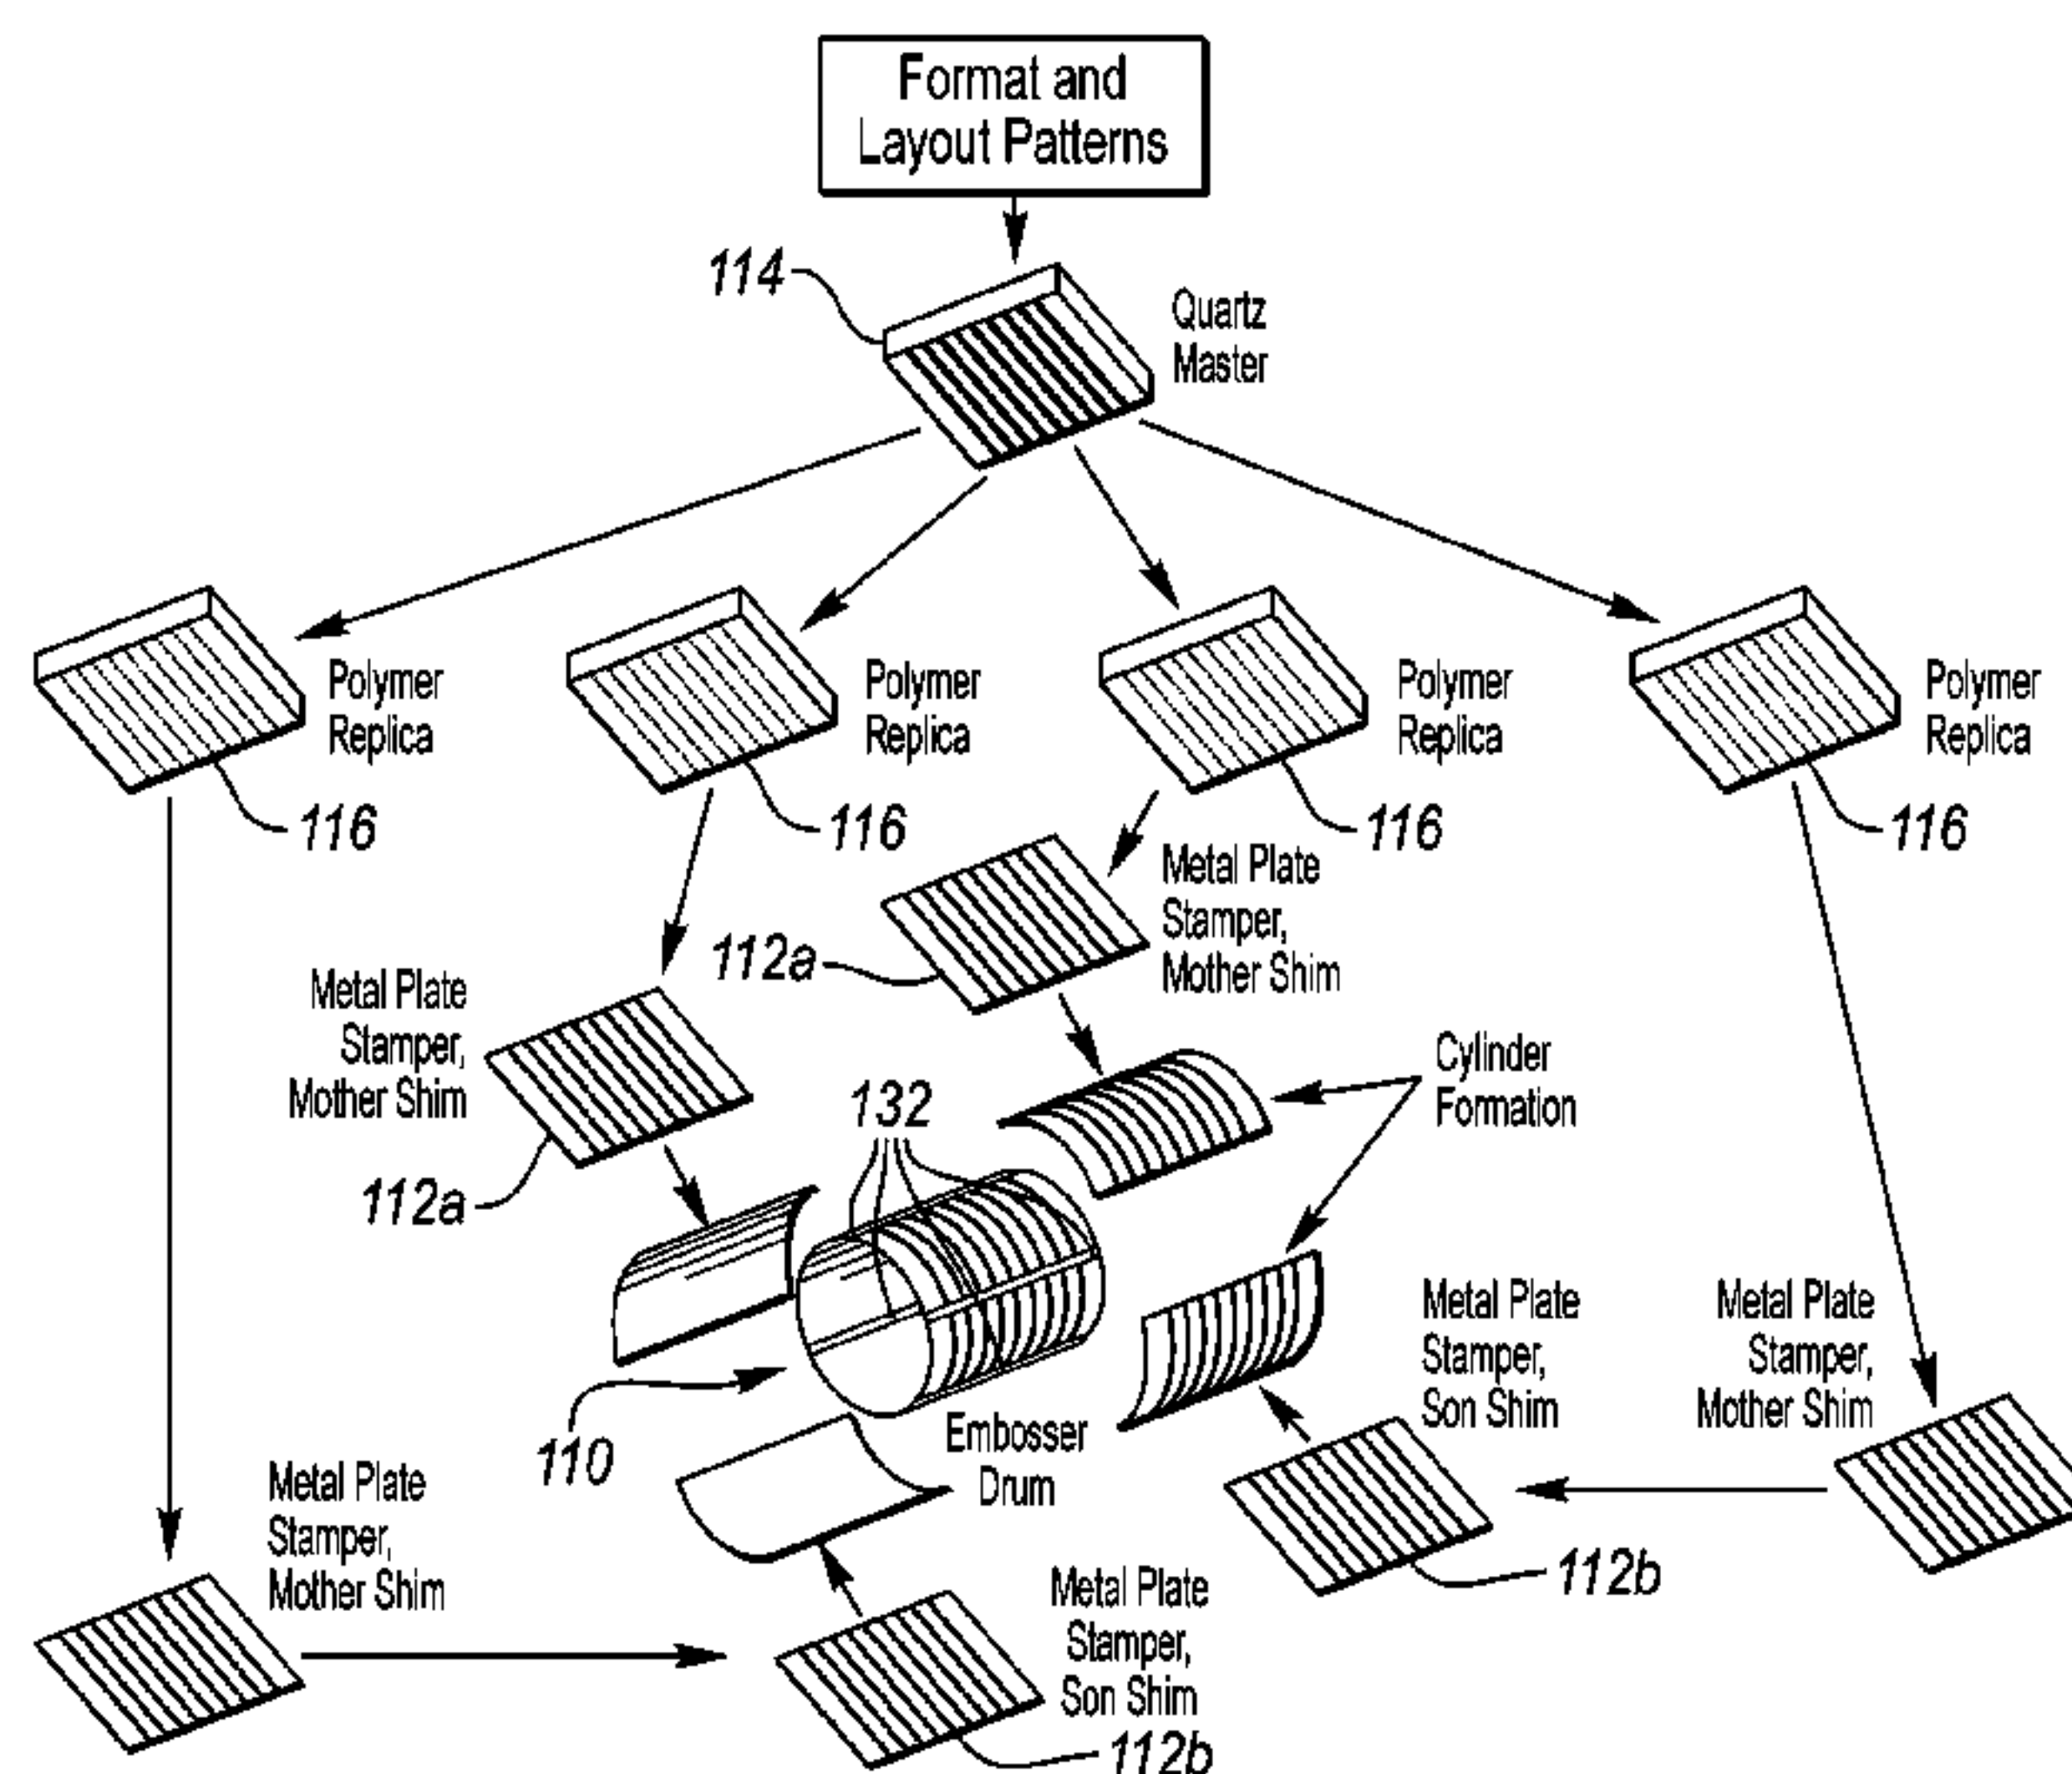 Format and
Layout Patterns
114
Quartz
Master
Polymer
Replica
116
Polymer
Replica
116
Polymer
Replica
116
Polymer
Replica
116
Metal Plate
Stamper,
Mother Shim
112a
Metal Plate
Stamper,
Mother Shim
112a
132
Cylinder
Formation
110
Embosser
Drum
Metal Plate
Stamper,
Son Shim
112b
Metal Plate
Stamper,
Mother Shim
Metal Plate
Stamper,
Mother Shim
Metal Plate
Stamper,
Son Shim
112b